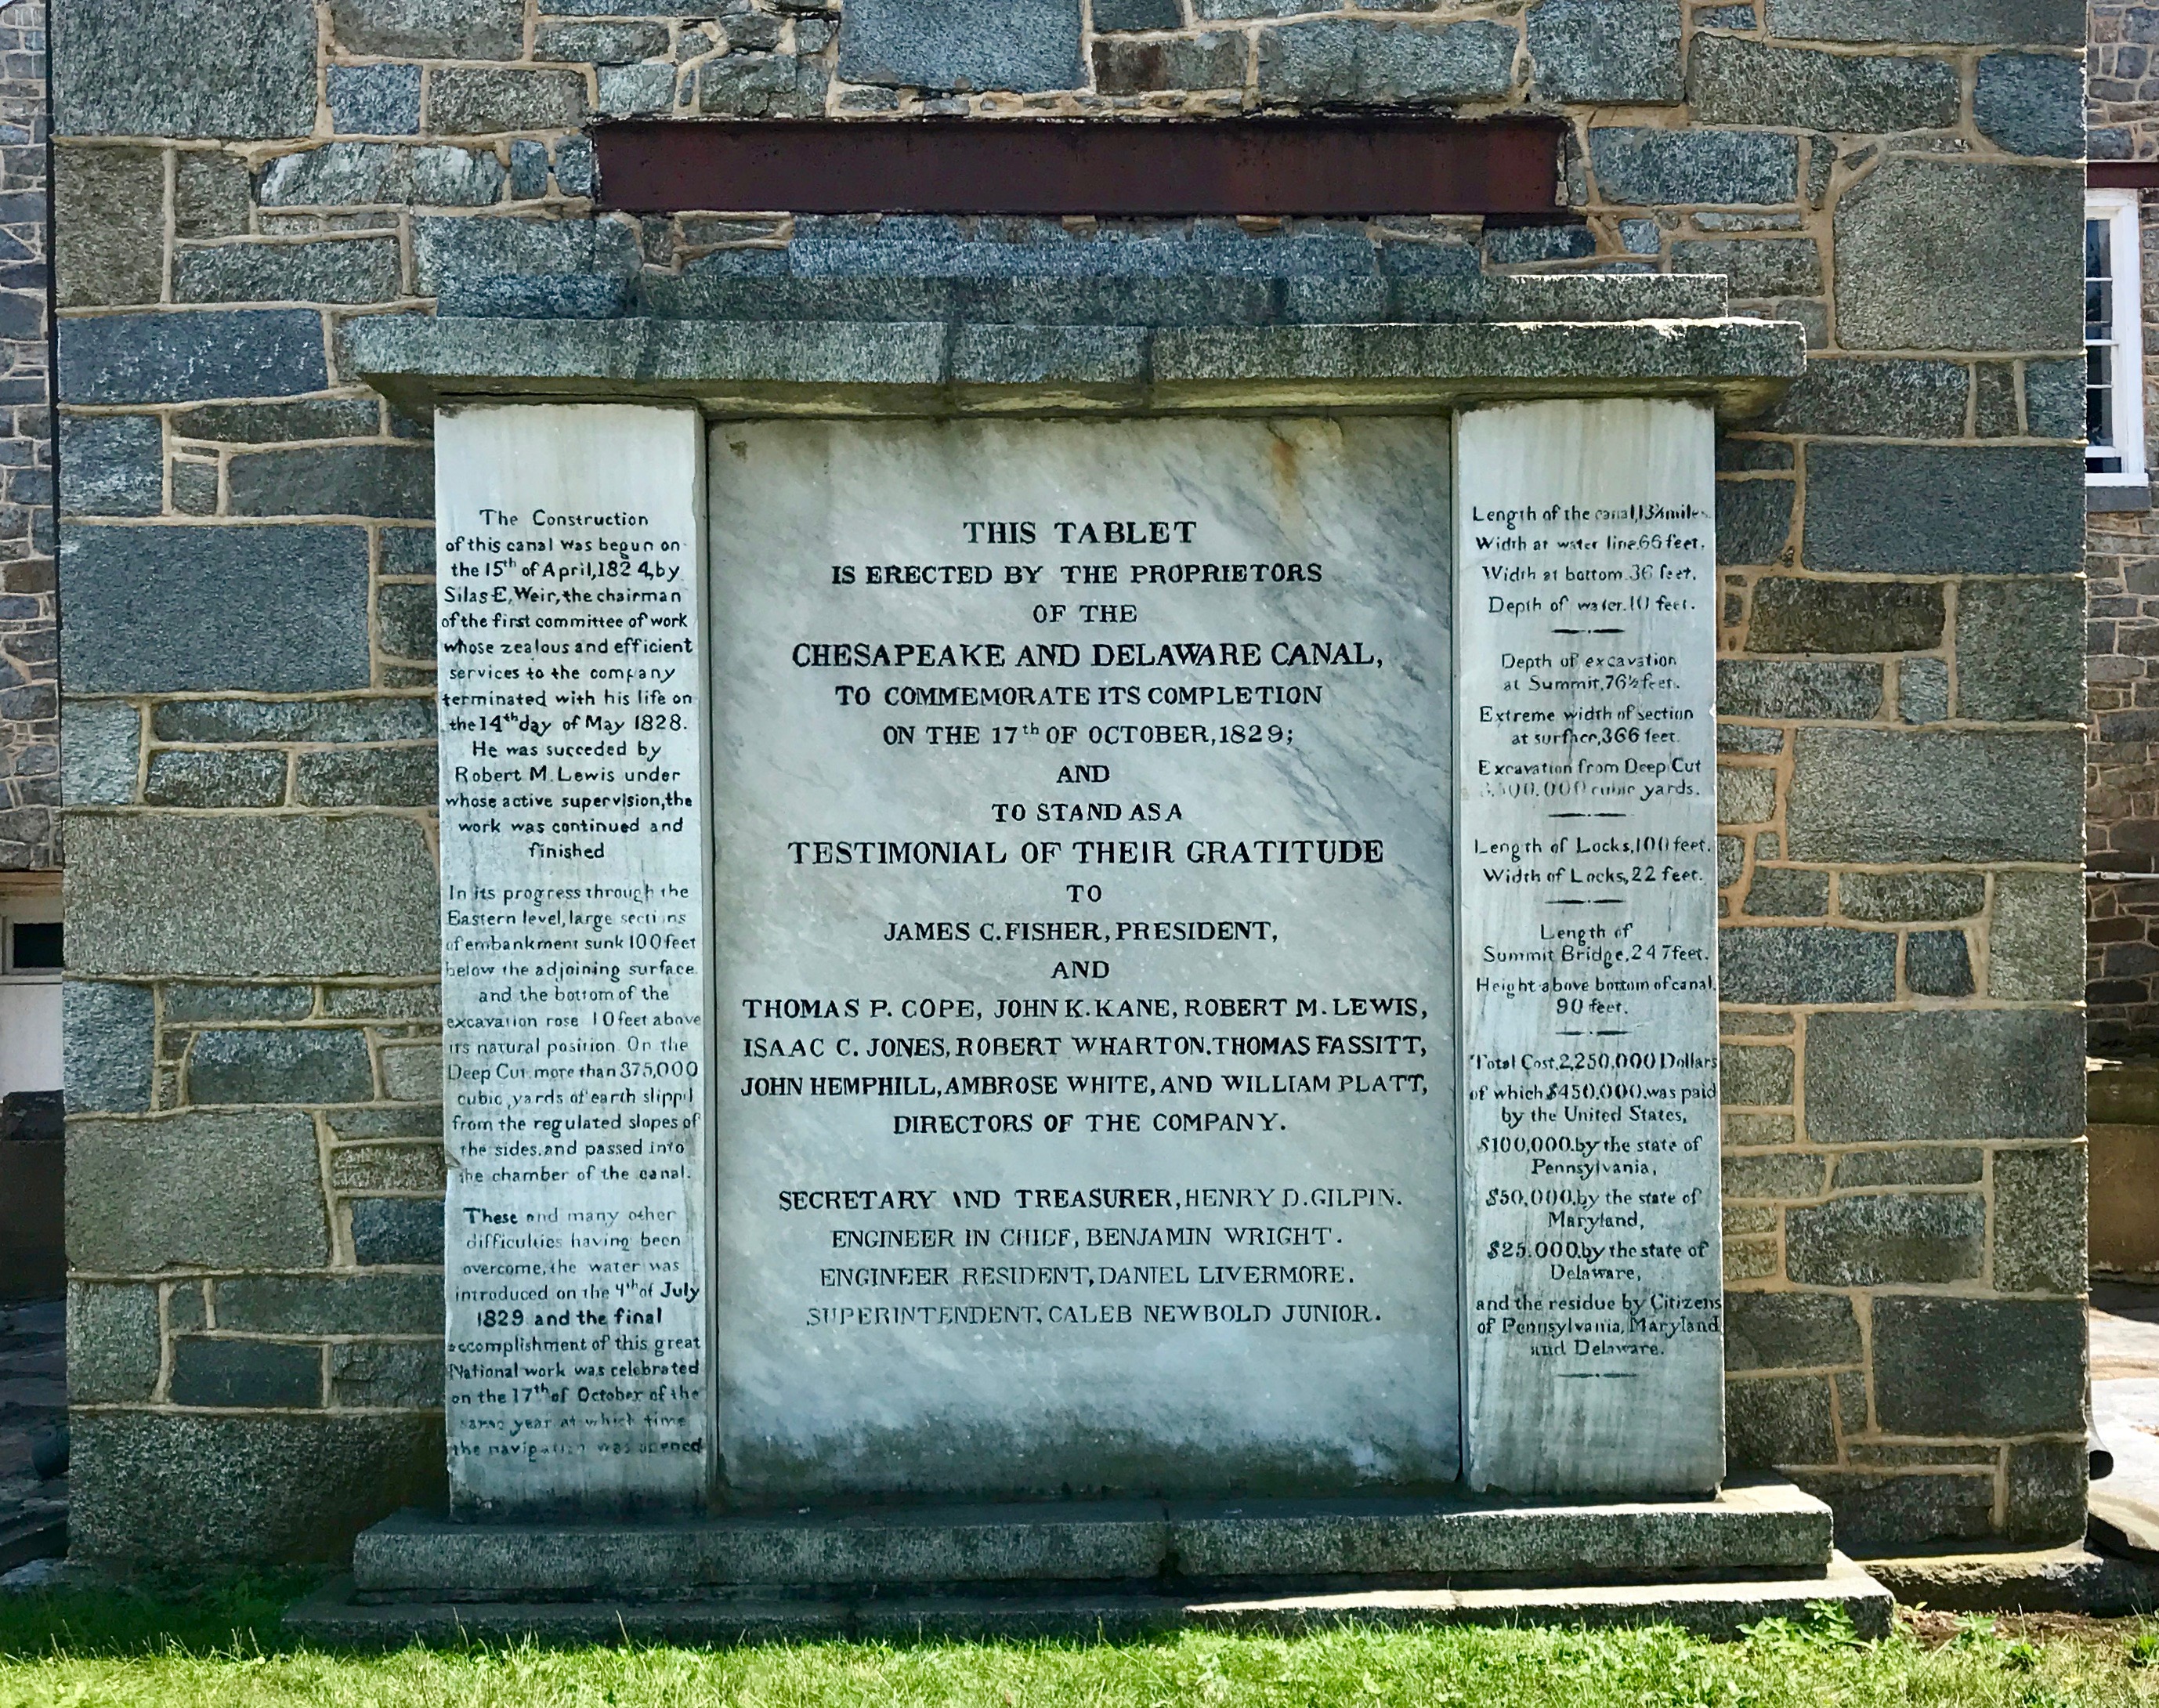 The Construction
of this canal was begun on
the 15th of April, 1824, by
Silas E, Weir, the chairman
of the first committee of work
whose zealous and efficient
services to the company
terminated with his life on
the 14th day of May 1828.
He was succeded by
Robert M. Lewis under
whose active supervision, the
work was continued and
finished
In its progress through the
Eastern level, large sections
of embankment sunk 100 feet
below the adjoining surface.
and the bottom of the
excavation rose 10 feet above
its natural position. On the
Deep Cut, more than 375,000
cubic, yards of earth slippd
from the regulated slopes of
the sides, and passed into
the chamber of the canal.
These and many other
difficulties having been
overcome, the water was
introduced on the 4th of July
1829 and the final
accomplishment of this great
National work was celebrated
on the 17th of October of the
same year at which time
the navigation was opened
THIS TABLET
IS ERECTED BY THE PROPRIETORS
OF THE
CHESAPEAKE AND DELAWARE CANAL,
TO COMMEMORATE ITS COMPLETION
ON THE 17th OF OCTOBER, 1829;
AND
TO STAND AS A
TESTIMONIAL OF THEIR GRATITUDE
TO
JAMES C. FISHER, PRESIDENT,
AND
THOMAS P. COPE, JOHN K. KANE, ROBERT M. LEWIS,
ISAAC C. JONES, ROBERT WHARTON. THOMAS FASSITT,
JOHN HEMPHILL, AMBROSE WHITE, AND WILLIAM PLATT,
DIRECTORS OF THE COMPANY.
SECRETARY AND TREASURER, HENRY D. GILPIN.
ENGINEER IN CHIEF, BENJAMIN WRIGHT.
ENGINEER RESIDENT, DANIEL LIVERMORE.
SUPERINTENDENT, CALEB NEWBOLD JUNIOR.
Length of the canal, miles.
Width at water line 66 feet.
Width at bottom. 36 feet.
Depth of water. 10 feet.
Depth of excavation
at Summit, 76½ feet.
Extreme width of section
at surface, 366 feet.
Excavation from Deep Cut
cubic yards.
Length of Locks, 100 feet.
Width of Locks, 22 feet.
Length of
Summit Bridge, 247 feet.
Height above bottom of canal,
90 feet.
Total Cost, 2,250,000 Dollars
of which $450,000. was paid
by the United States,
$100,000. by the state of
Pennsylvania,
$50,000. by the state of
Maryland,
$25.000. by the state of
Delaware,
and the residue by Citizens
of Pennsylvania, Maryland
and Delaware.